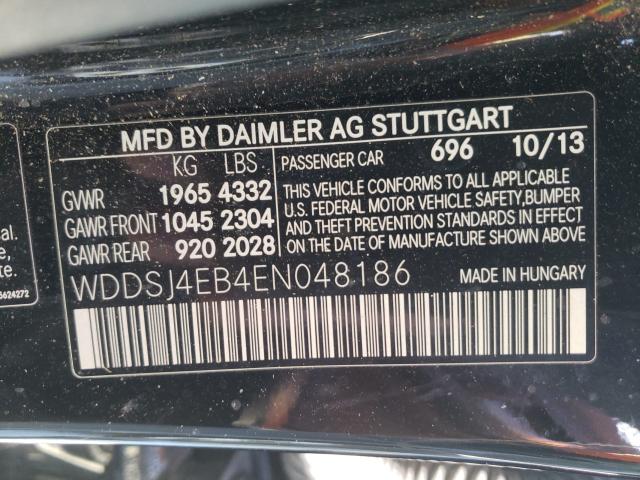 MFD BY DAIMLER AG STUTTGART
KG LBS
GVWR 1965 4332
GAWR FRONT 1045 2304
GAWR REAR 920 2028
PASSENGER CAR 696 10/13
THIS VEHICLE CONFORMS TO ALL APPLICABLE
U.S. FEDERAL MOTOR VEHICLE SAFETY,BUMPER
AND THEFT PREVENTION STANDARDS IN EFFECT
ON THE DATE OF MANUFACTURE SHOWN ABOVE.
WDDSJ4EB4EN048186 MADE IN HUNGARY
5624272